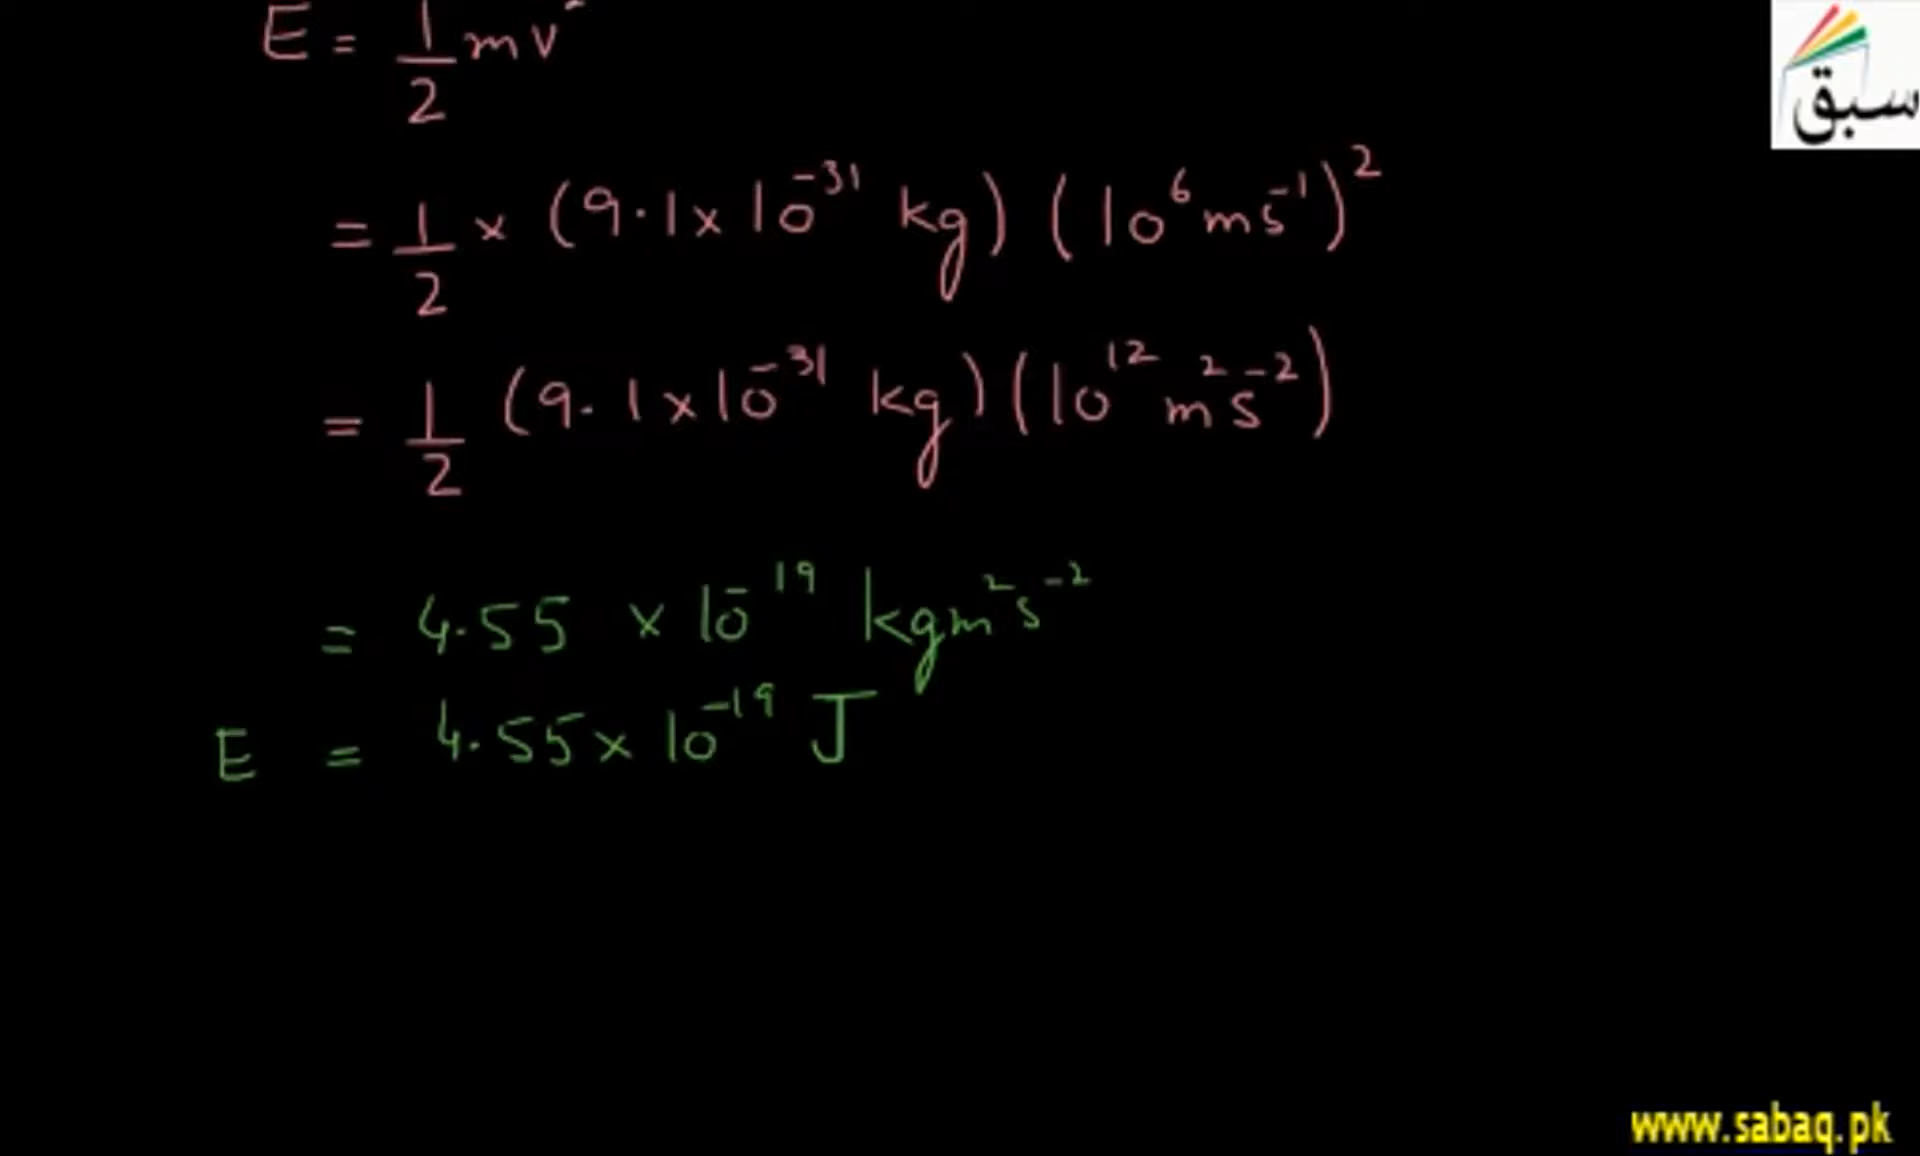 E = 1/2 mv²
سبق
= 1/2 × (9.1 × 10⁻³¹ kg) (10⁶ ms⁻¹)²
= 1/2 (9.1 × 10⁻³¹ kg) (10¹² m² s⁻²)
= 4.55 × 10⁻¹⁹ kgm²s⁻²
E = 4.55 × 10⁻¹⁹ J
www.sabaq.pk